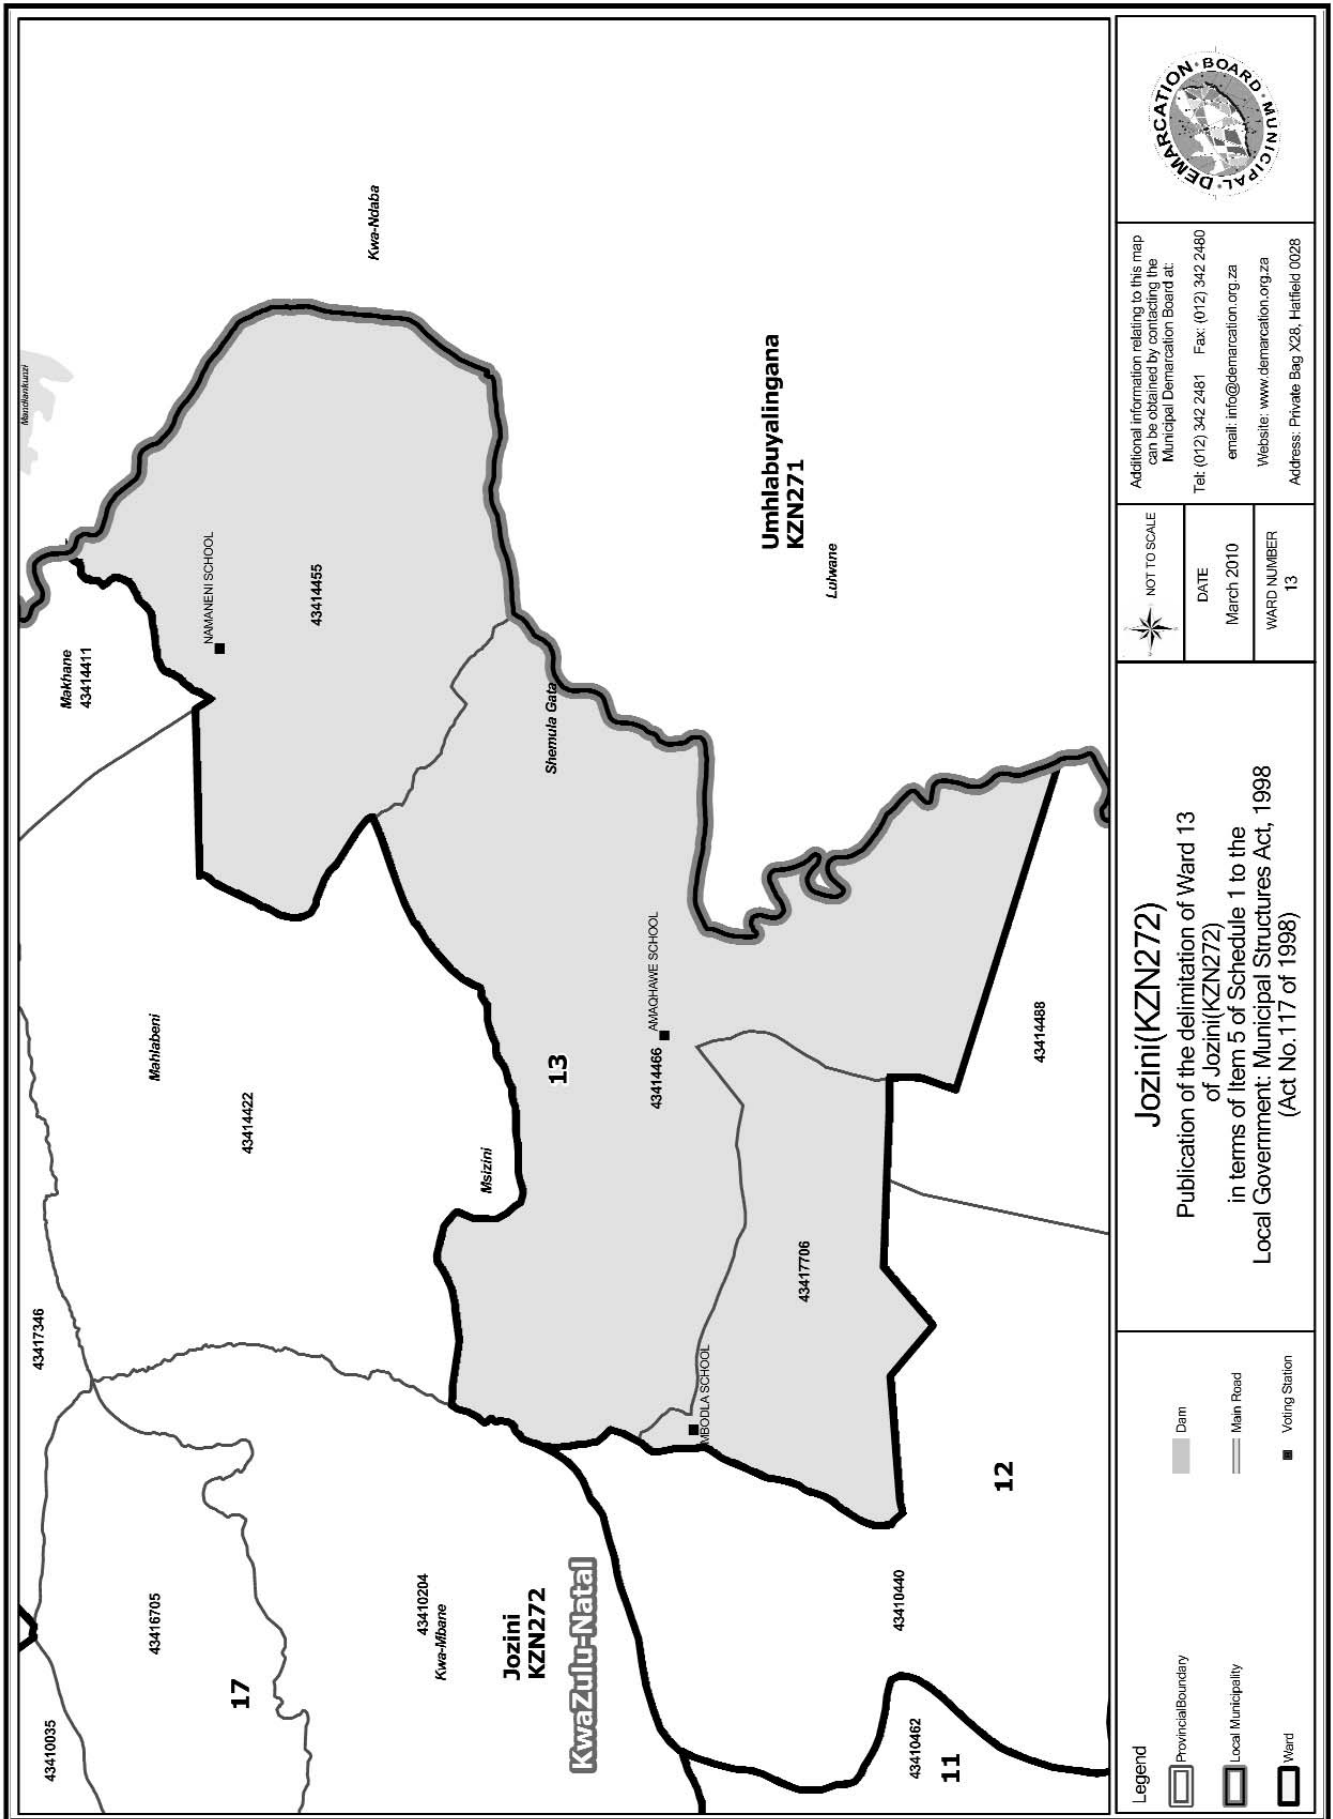 Mandlankunzi
Kwa-Ndaba
Makhane
43414411
NAMANENI SCHOOL
43414455
Umhlabuyalingana
KZN271
Lulwane
Shemula Gata
Mahlabeni
43414422
Msizini
13
43414466
AMAQHAWE SCHOOL
43414488
43417706
MBODLA SCHOOL
43417346
43416705
17
43410035
43410204
Kwa-Mbane
Jozini
KZN272
KwaZulu-Natal
12
43410440
43410462
11
Legend
ProvincialBoundary
Local Municipality
Ward
Dam
Main Road
Voting Station
Jozini(KZN272)
Publication of the delimitation of Ward 13
of Jozini(KZN272)
in terms of Item 5 of Schedule 1 to the
Local Government: Municipal Structures Act, 1998
(Act No.117 of 1998)
NOT TO SCALE
DATE
March 2010
WARD NUMBER
13
Additional information relating to this map
can be obtained by contacting the
Municipal Demarcation Board at:
Tel: (012) 342 2481 Fax: (012) 342 2480
email: info@demarcation.org.za
Website: www.demarcation.org.za
Address: Private Bag X28, Hatfield 0028
MUNICIPAL DEMARCATION BOARD